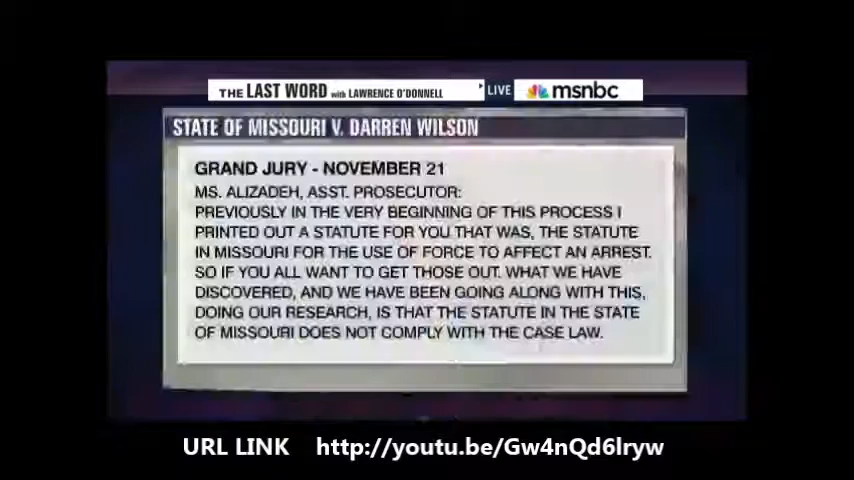 THE LAST WORD with LAWRENCE O'DONNELL LIVE msnbc
STATE OF MISSOURI V. DARREN WILSON
GRAND JURY - NOVEMBER 21
MS. ALIZADEH, ASST. PROSECUTOR:
PREVIOUSLY IN THE VERY BEGINNING OF THIS PROCESS I
PRINTED OUT A STATUTE FOR YOU THAT WAS, THE STATUTE
IN MISSOURI FOR THE USE OF FORCE TO AFFECT AN ARREST.
SO IF YOU ALL WANT TO GET THOSE OUT. WHAT WE HAVE
DISCOVERED, AND WE HAVE BEEN GOING ALONG WITH THIS,
DOING OUR RESEARCH, IS THAT THE STATUTE IN THE STATE
OF MISSOURI DOES NOT COMPLY WITH THE CASE LAW.
URL LINK http://youtu.be/Gw4nQd6lryw